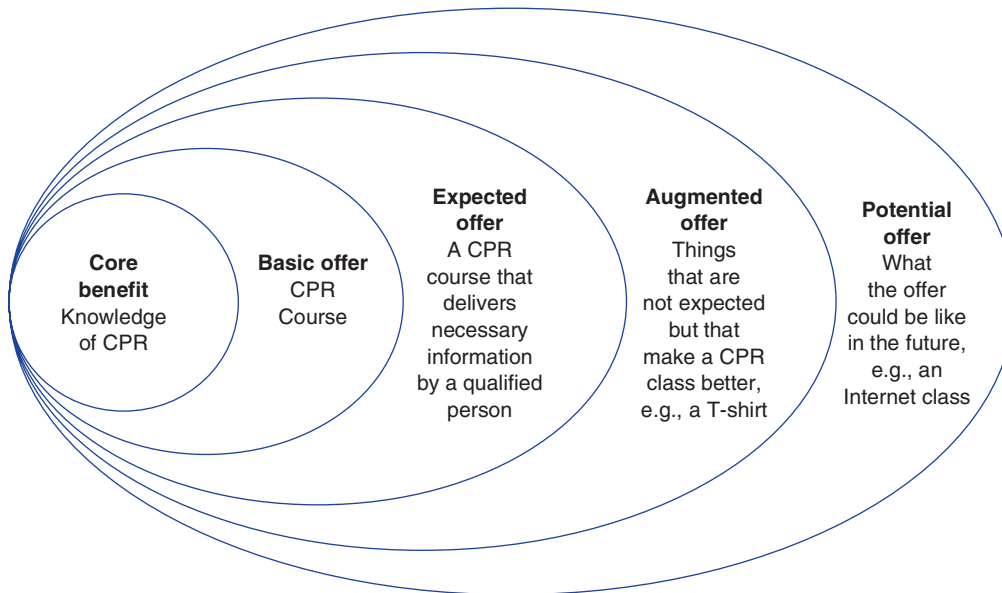 Core
benefit
Knowledge
of CPR
Basic offer
CPR
Course
Expected
offer
A CPR
course that
delivers
necessary
information
by a qualified
person
Augmented
offer
Things
that are
not expected
but that
make a CPR
class better,
e.g., a T-shirt
Potential
offer
What
the offer
could be like
in the future,
e.g., an
Internet class